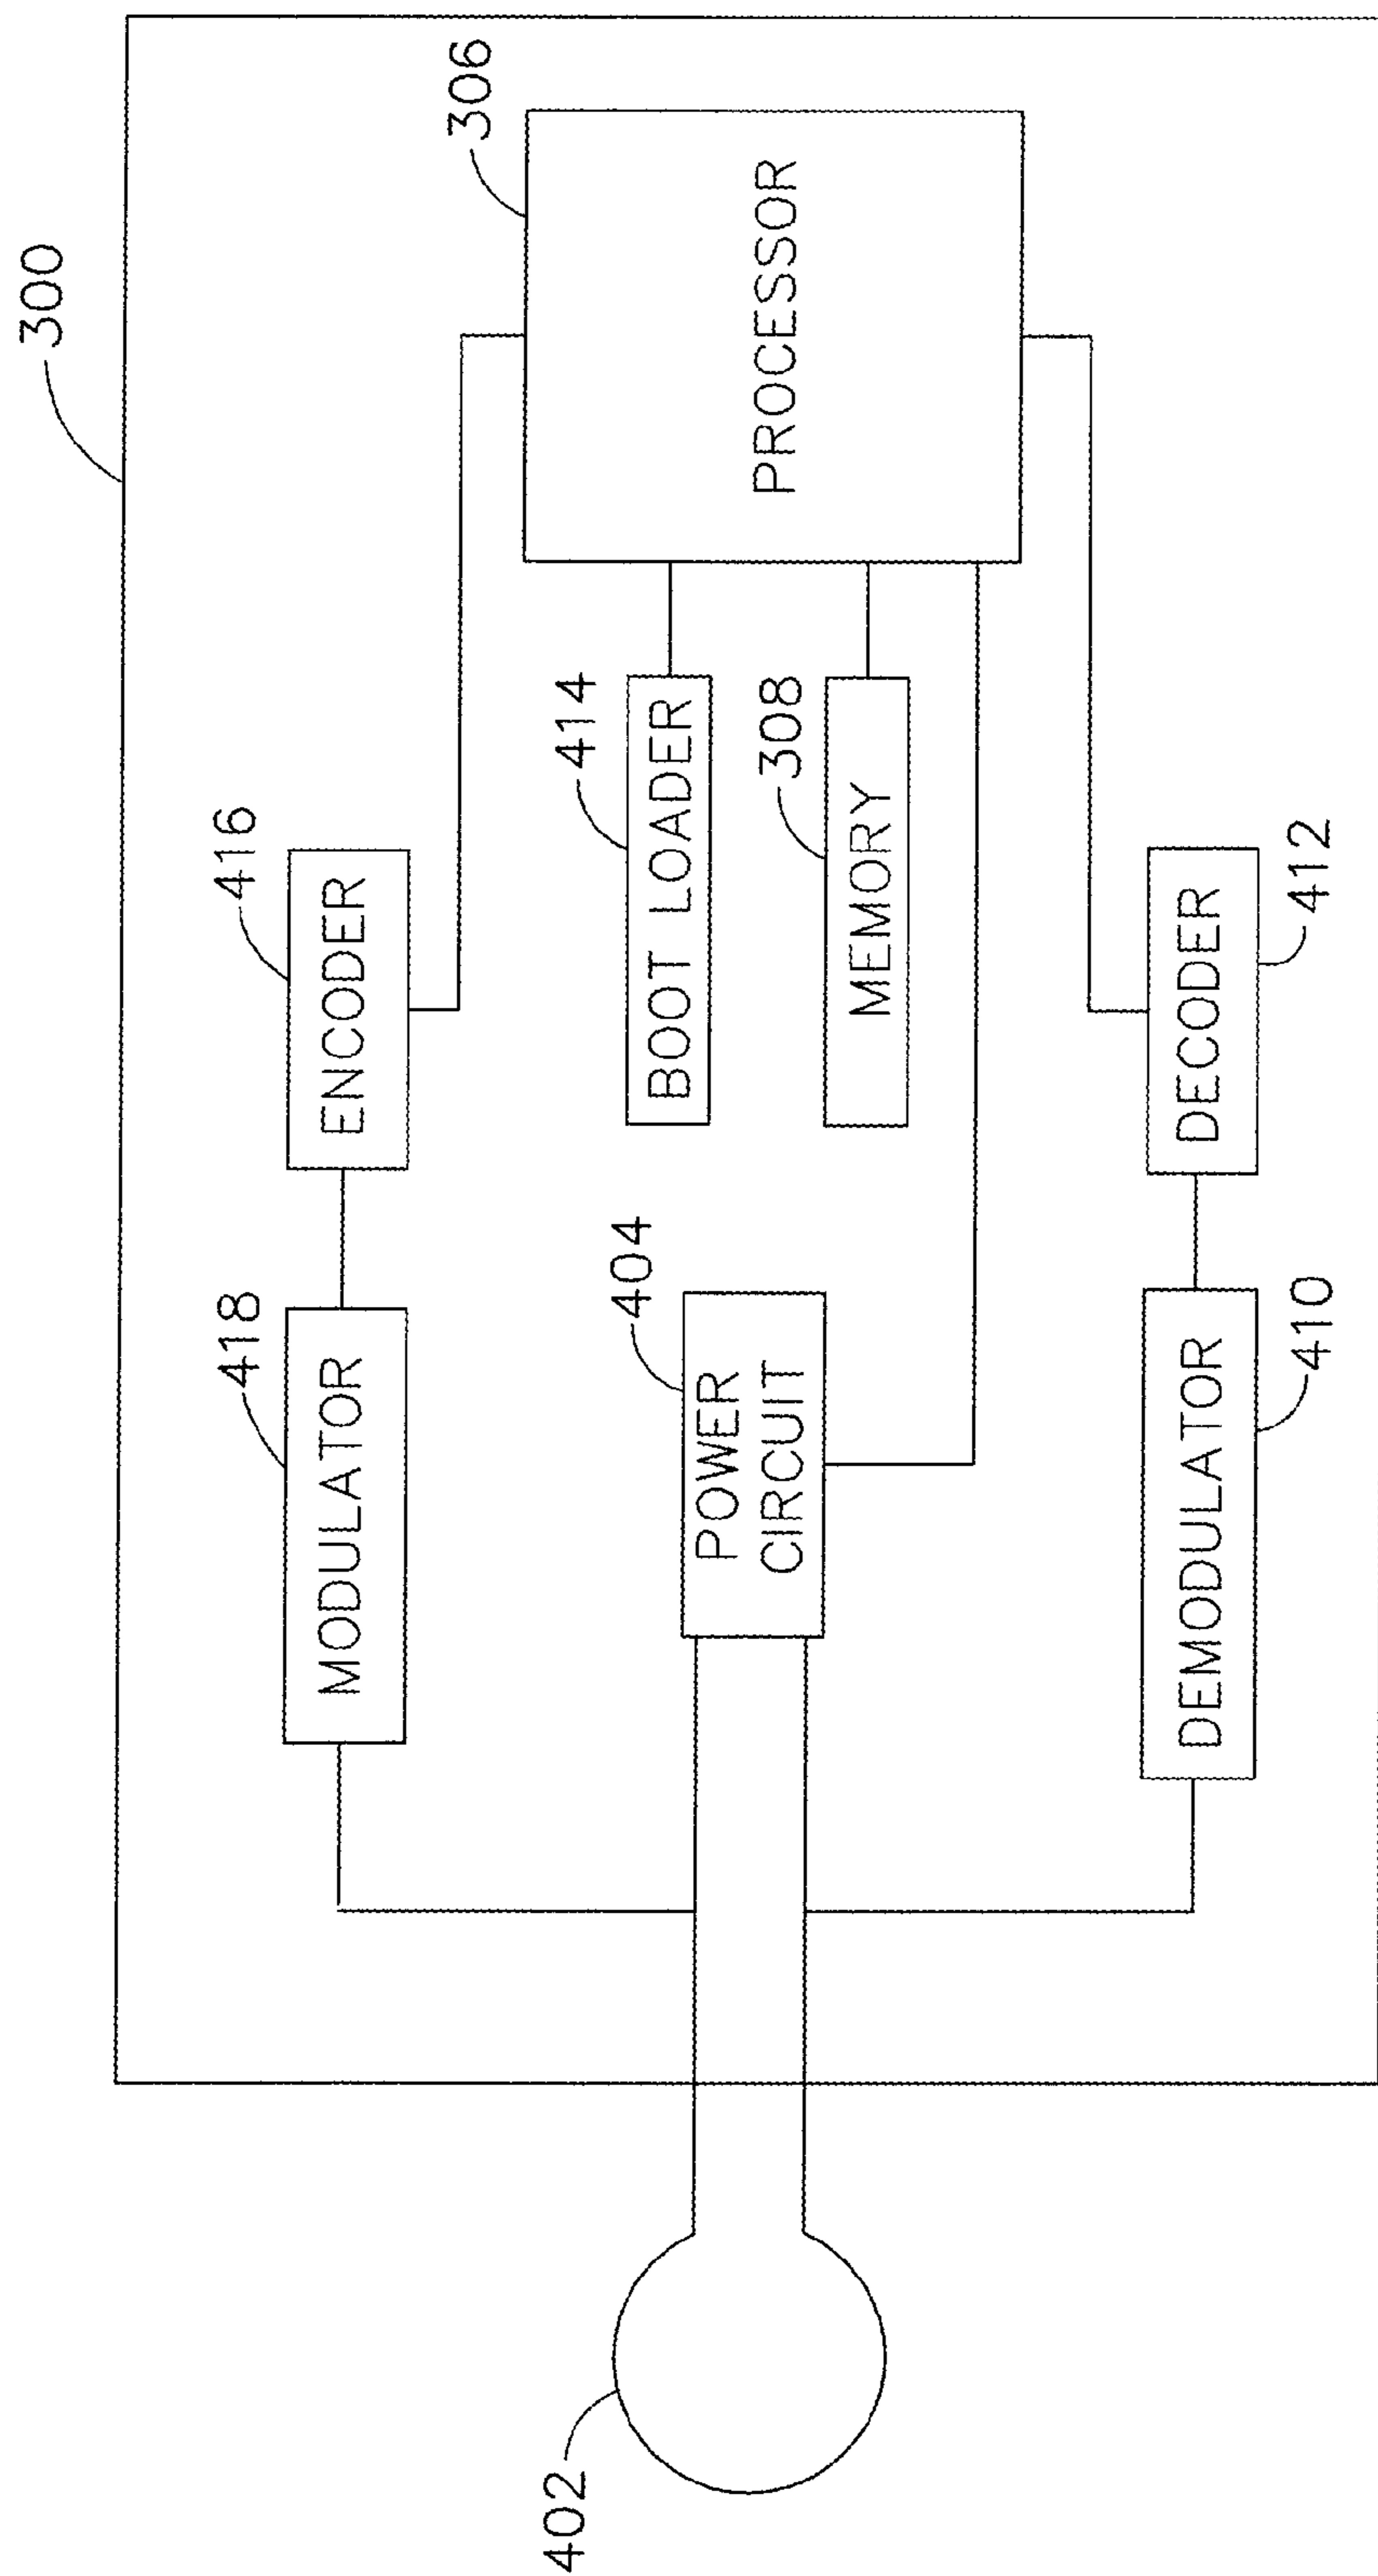 300
306
PROCESSOR
416
ENCODER
414
BOOT LOADER
308
MEMORY
DECODER
412
418
MODULATOR
404
POWER
CIRCUIT
DEMODULATOR
410
402